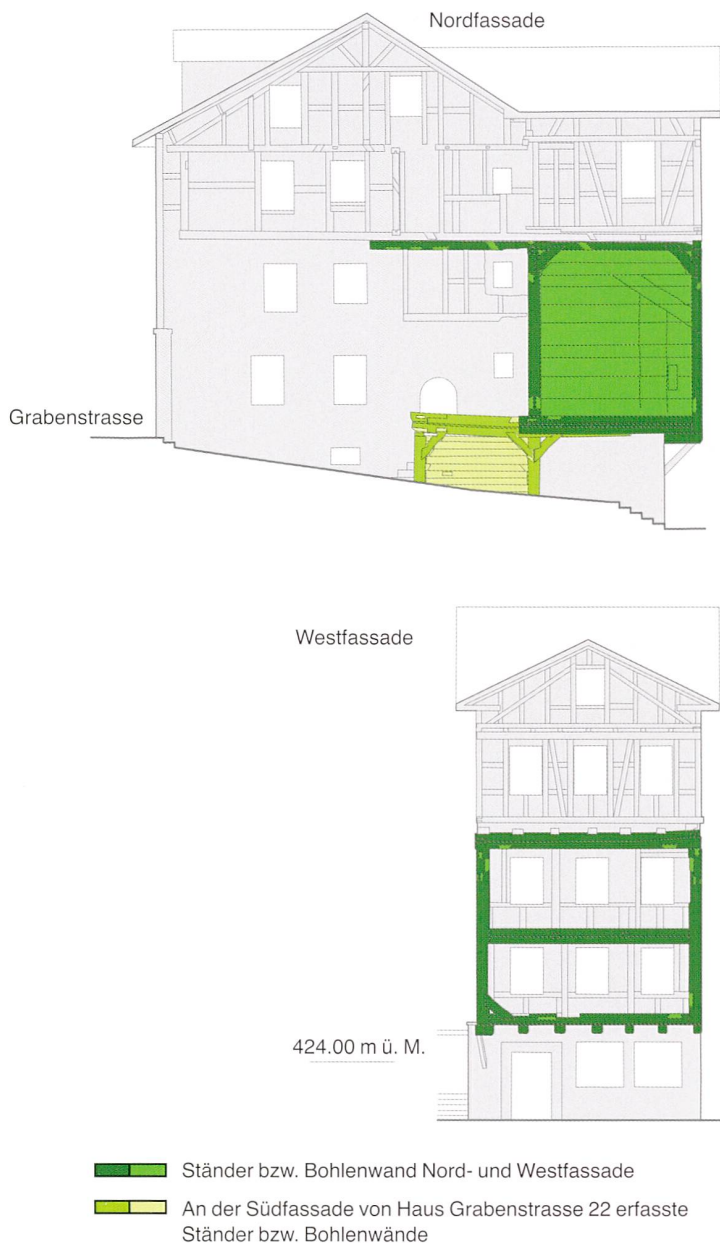 Nordfassade
Grabenstrasse
Westfassade
424.00 m ü. M.
Ständer bzw. Bohlenwand Nord- und Westfassade
An der Südfassade von Haus Grabenstrasse 22 erfasste
Ständer bzw. Bohlenwände